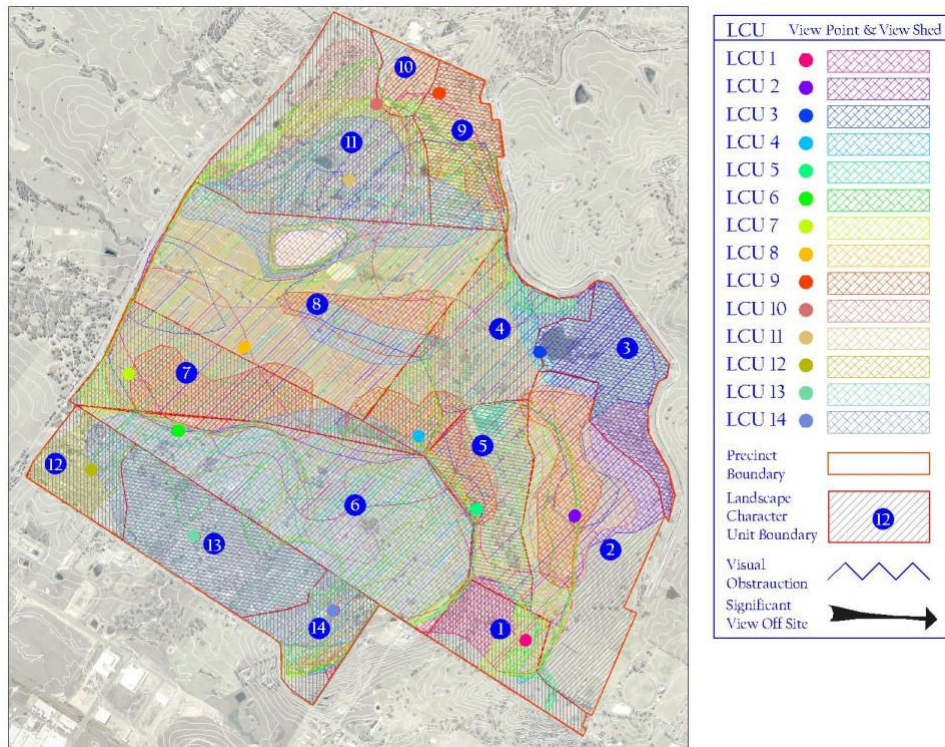 10
9
11
8
4
3
7
5
12
6
13
2
14
1
LCU View Point & View Shed
LCU 1
LCU 2
LCU 3
LCU 4
LCU 5
LCU 6
LCU 7
LCU 8
LCU 9
LCU 10
LCU 11
LCU 12
LCU 13
LCU 14
Precinct
Boundary
Landscape
Character
Unit Boundary
12
Visual
Obstrauction
Significant
View Off Site